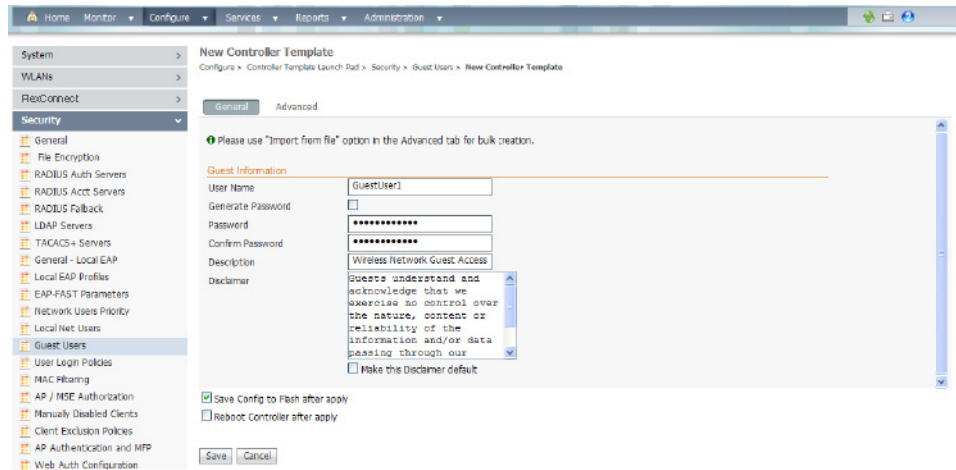 Home Monitor Configure Services Reports Administration
System
WLANs
FlexConnect
Security
General
File Encryption
RADIUS Auth Servers
RADIUS Acct Servers
RADIUS Fallback
LDAP Servers
TACACS+ Servers
General - Local EAP
Local EAP Profiles
EAP-FAST Parameters
Network Users Priority
Local Net Users
Guest Users
User Login Policies
MAC Filtering
AP / MSE Authorization
Manually Disabled Clients
Client Exclusion Policies
AP Authentication and MFP
Web Auth Configuration
New Controller Template
Configure > Controller Template Launch Pad > Security > Guest Users > New Controller Template
General Advanced
Please use "Import from file" option in the Advanced tab for bulk creation.
Guest Information
User Name GuestUser1
Generate Password
Password ••••••••••••
Confirm Password ••••••••••••
Description Wireless Network Guest Access
Disclaimer
Guests understand and
acknowledge that we
exercise no control over
the nature, content or
reliability of the
information and/or data
passing through our
Make this Disclaimer default
Save Config to Flash after apply
Reboot Controller after apply
Save Cancel